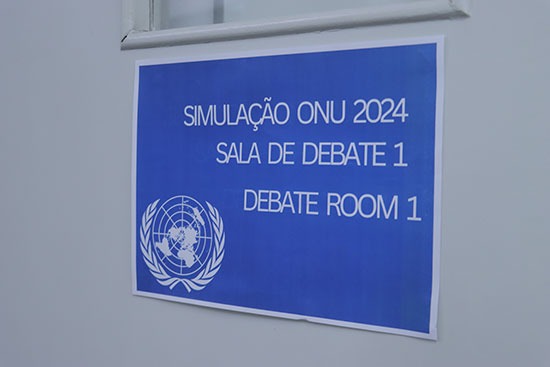 SIMULAÇÃO ONU 2024
SALA DE DEBATE 1
DEBATE ROOM 1